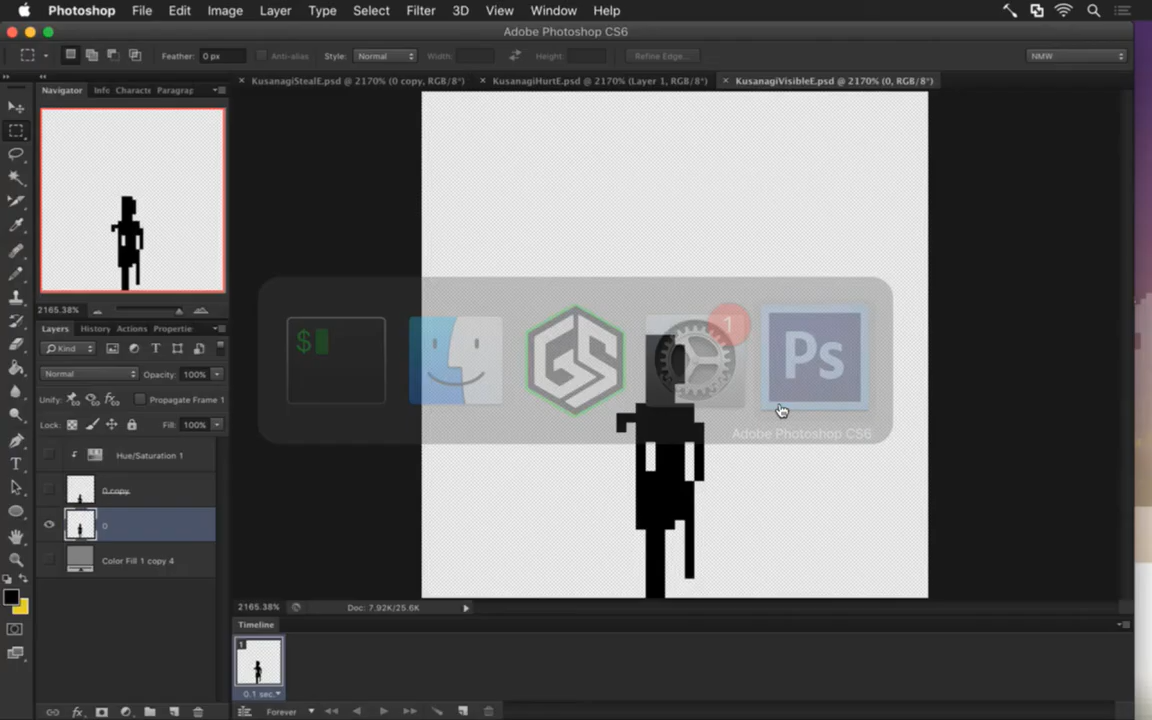 Photoshop File Edit Image Layer Type Select Filter 3D View Window Help
Adobe Photoshop CS6
Feather: 0 px Anti-alias Style: Normal Width: Height: Refine Edge... NMW
KusanagiStealE.psd @ 2170% (0 copy, RGB/8*) KusanagiHurtE.psd @ 2170% (Layer 1, RGB/8*) KusanagiVisibleE.psd @ 2170% (0, RGB/8*)
Navigator Info Charact Paragrap
2165.38%
Layers History Actions Properties
Kind
Normal Opacity: 100%
Unify: Propagate Frame 1
Lock: Fill: 100%
Hue/Saturation 1
0 copy
0
Color Fill 1 copy 4
$
GS
1
Ps
Adobe Photoshop CS6
2165.38% Doc: 7.92K/25.6K
Timeline
1
0.1 sec.
Forever